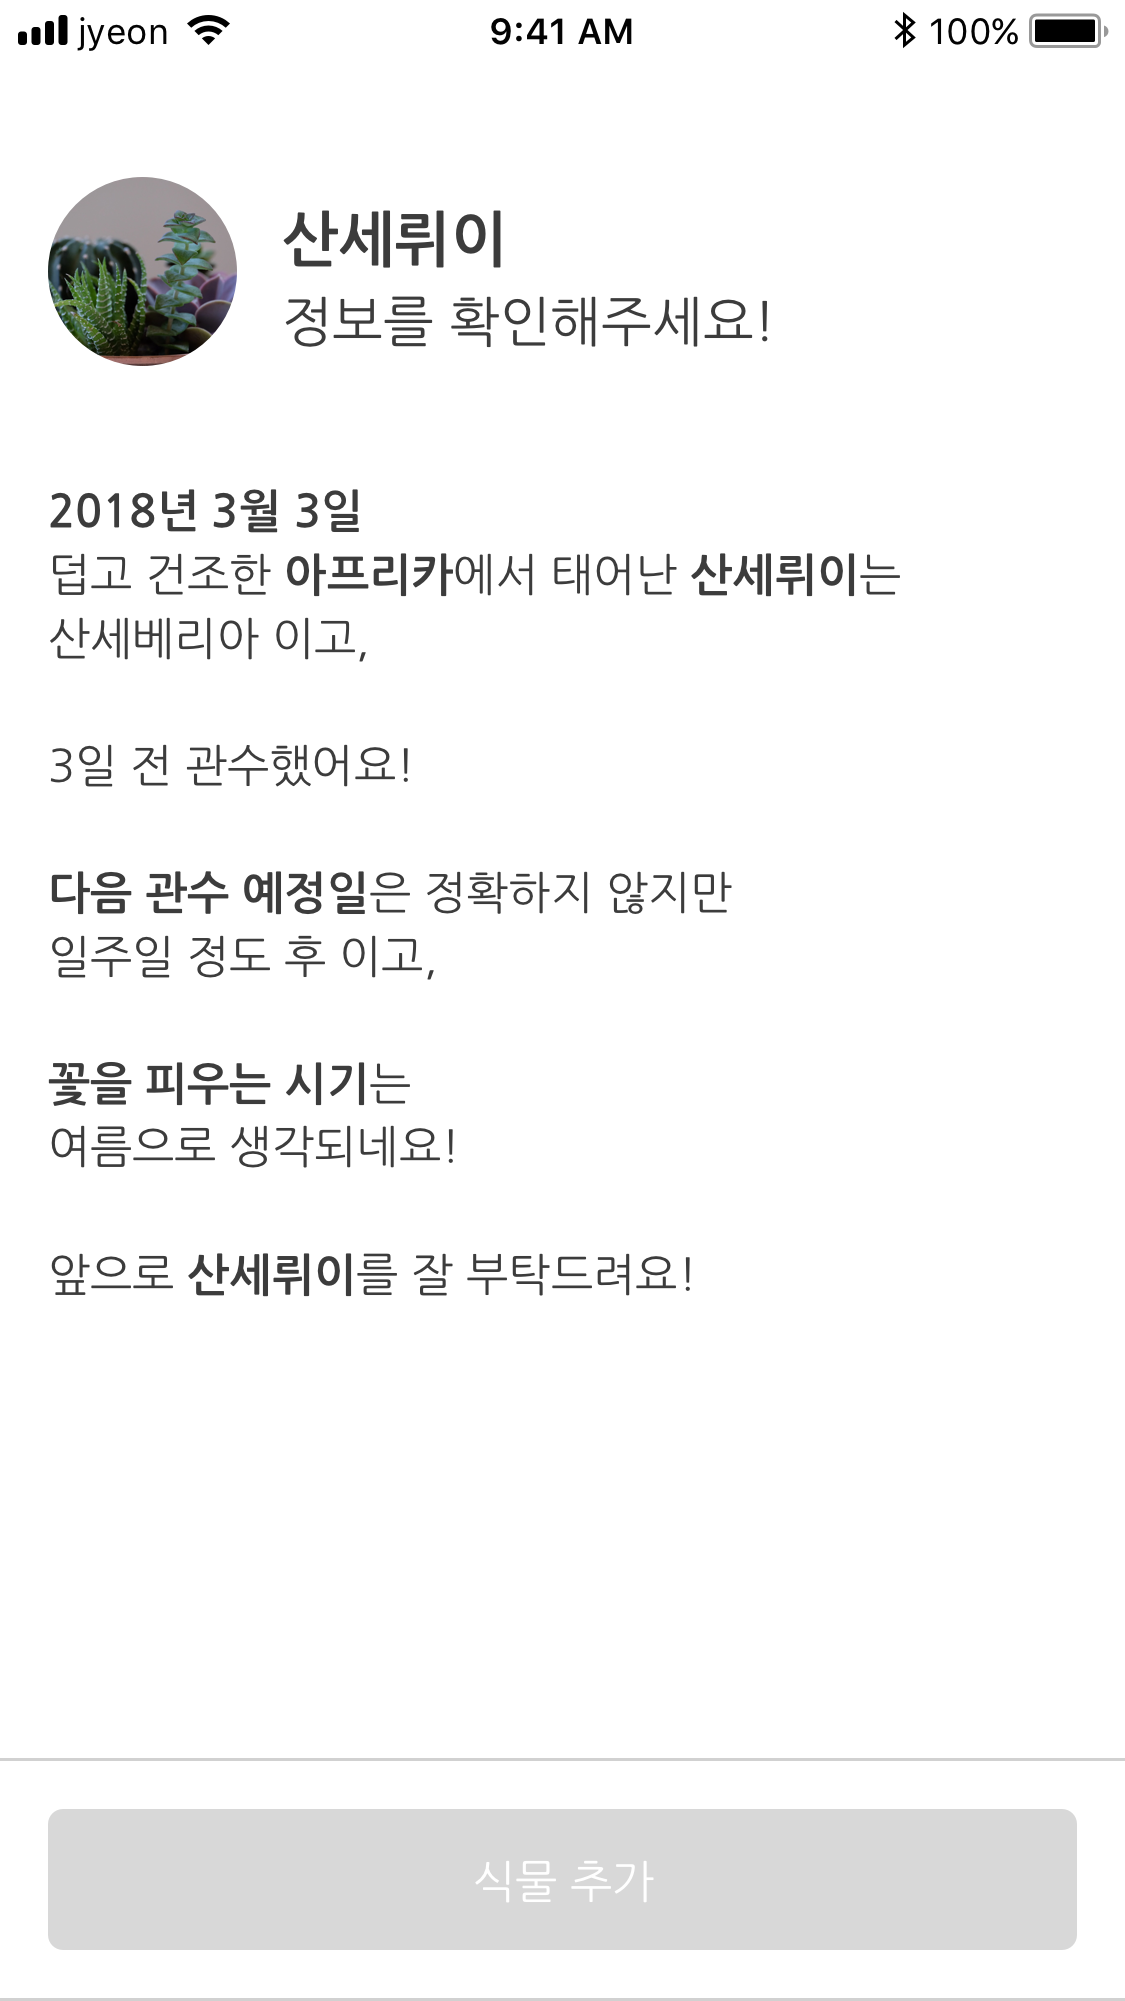 jyeon 9:41 AM 100%
산세뤼이
정보를 확인해주세요!
2018년 3월 3일
덥고 건조한 아프리카에서 태어난 산세뤼이는
산세베리아 이고,
3일 전 관수했어요!
다음 관수 예정일은 정확하지 않지만
일주일 정도 후 이고,
꽃을 피우는 시기는
여름으로 생각되네요!
앞으로 산세뤼이를 잘 부탁드려요!
식물 추가